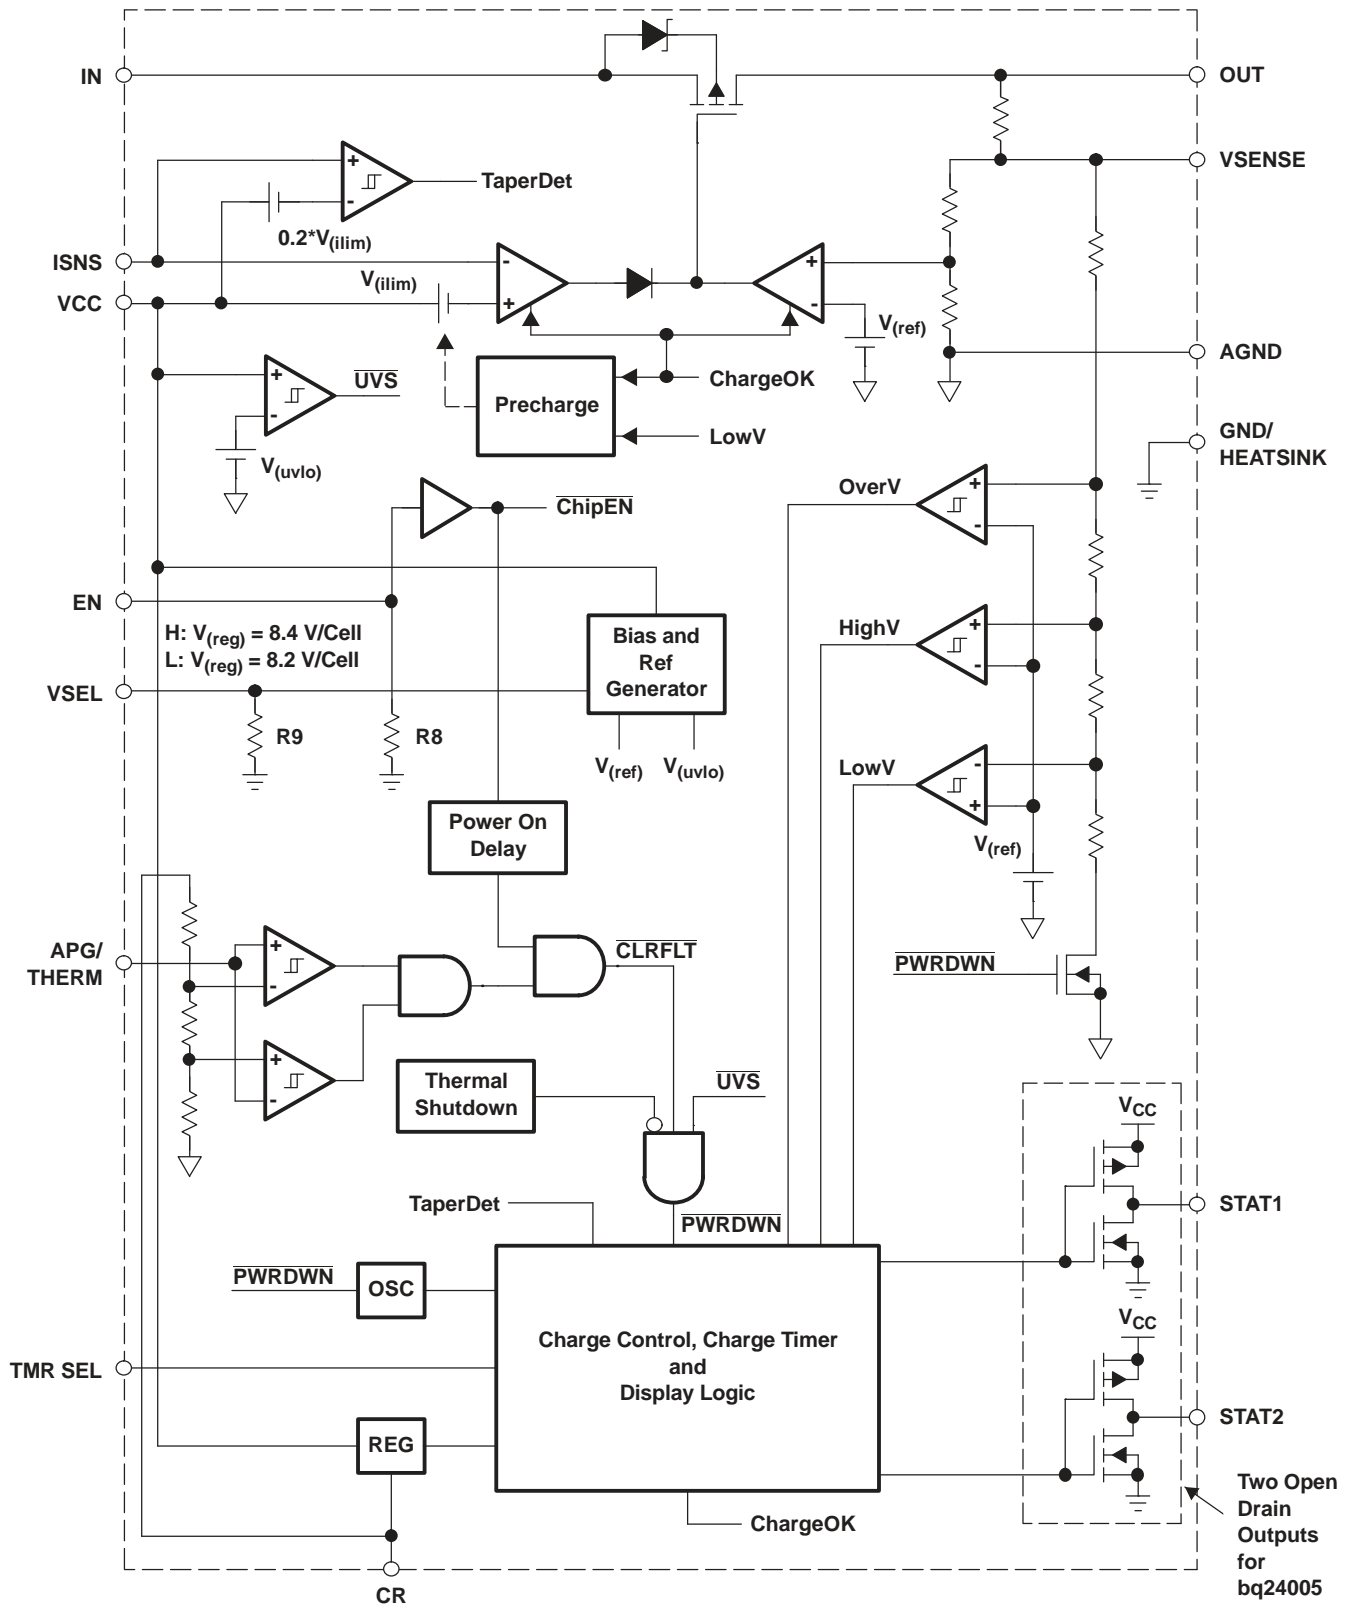 IN
OUT
VSENSE
+
-
TaperDet
0.2*V(ilim)
ISNS
VCC
V(ilim)
-
+
+
-
V(ref)
AGND
+
-
UVS
V(uvlo)
Precharge
ChargeOK
LowV
GND/
HEATSINK
ChipEN
OverV
+
-
EN
H: V(reg) = 8.4 V/Cell
L: V(reg) = 8.2 V/Cell
Bias and
Ref
Generator
HighV
+
-
VSEL
R9
R8
V(ref)
V(uvlo)
LowV
-
+
V(ref)
Power On
Delay
APG/
THERM
+
-
CLRFLT
PWRDWN
+
-
Thermal
Shutdown
UVS
VCC
TaperDet
PWRDWN
STAT1
PWRDWN
OSC
Charge Control, Charge Timer
and
Display Logic
VCC
TMR SEL
STAT2
REG
ChargeOK
Two Open
Drain
Outputs
for
bq24005
CR